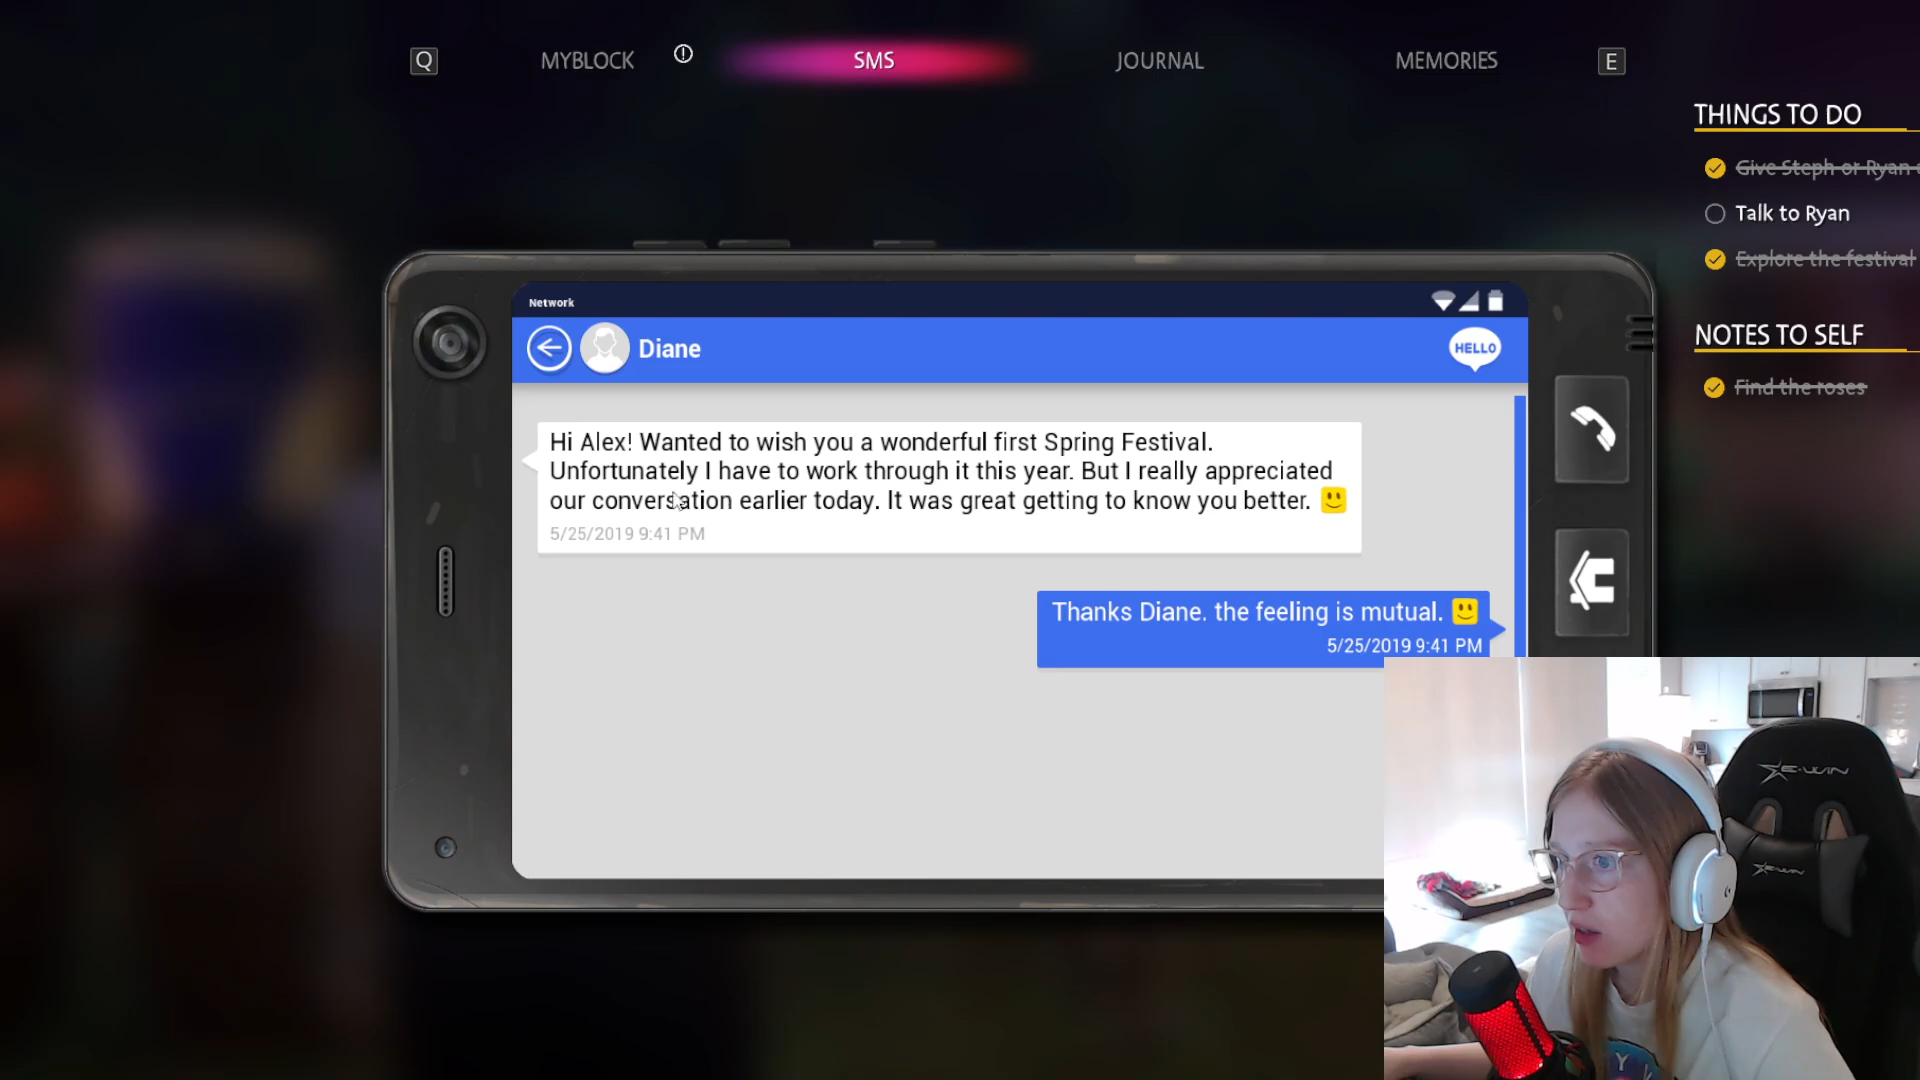 Q
MYBLOCK
SMS
JOURNAL
MEMORIES
E
THINGS TO DO
Give Steph or Ryan
Talk to Ryan
Explore the festival
NOTES TO SELF
Find the roses
Network
Diane
HELLO
Hi Alex! Wanted to wish you a wonderful first Spring Festival.
Unfortunately I have to work through it this year. But I really appreciated
our conversation earlier today. It was great getting to know you better.
5/25/2019 9:41 PM
Thanks Diane. the feeling is mutual.
5/25/2019 9:41 PM
E-WIN